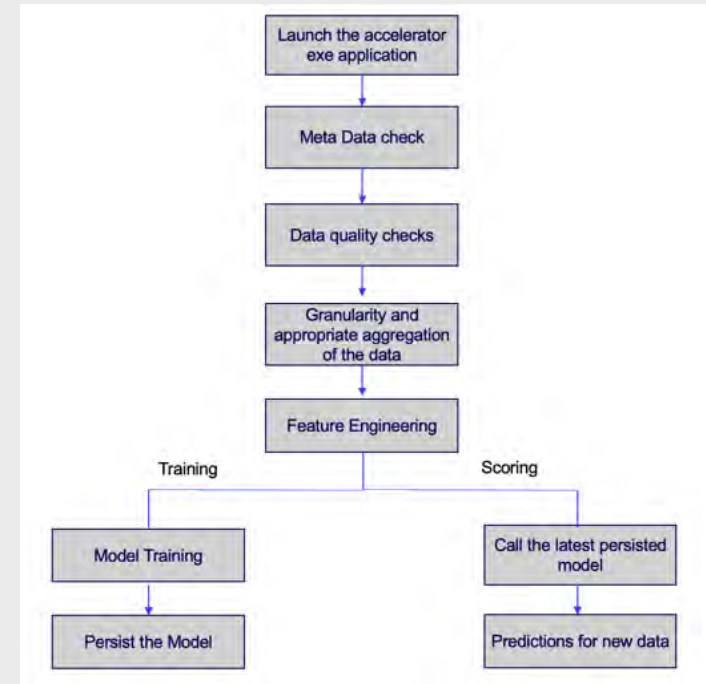 Launch the accelerator
exe application
Meta Data check
Data quality checks
Granularity and
appropriate aggregation
of the data
Feature Engineering
Training
Scoring
Model Training
Call the latest persisted
model
Persist the Model
Predictions for new data